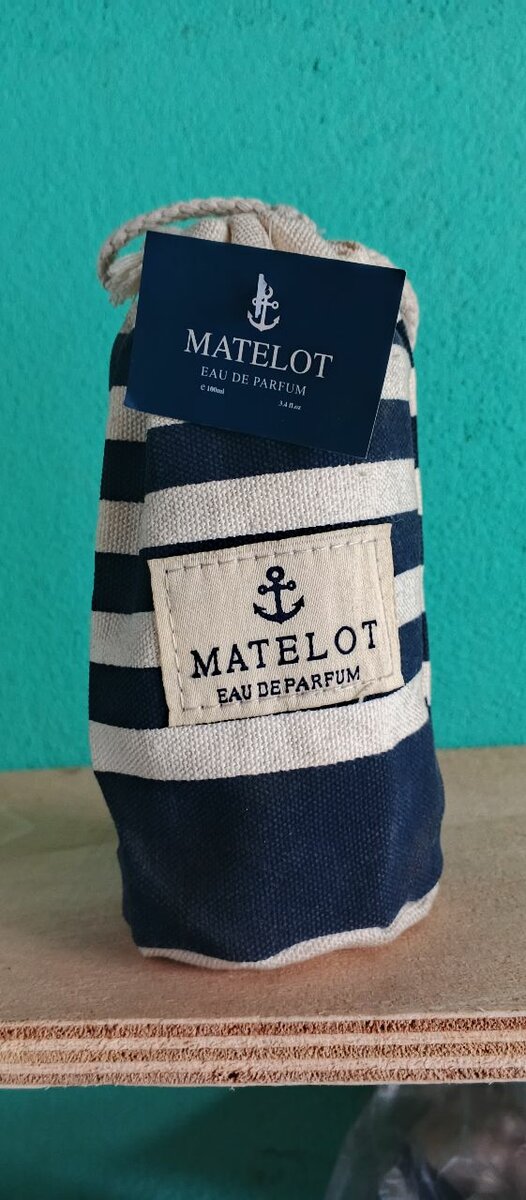 MATELOT
EAU DE PARFUM
℮ 100ml 3.4 fl.oz
MATELOT
EAU DE PARFUM